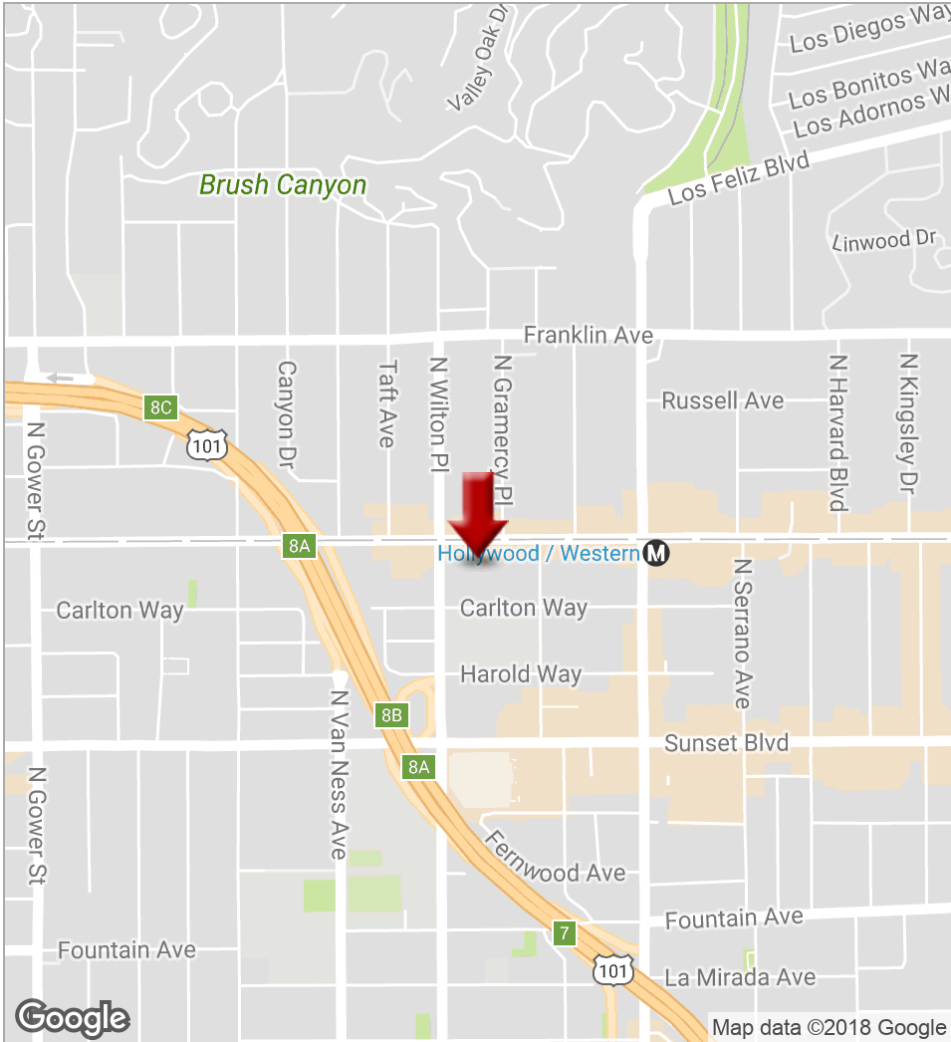 Los Diegos Way
Valley Oak Dr
Los Bonitos Wa
Los Adornos W
Brush Canyon
Los Feliz Blvd
Linwood Dr
Franklin Ave
Canyon Dr
Taft Ave
N Wilton Pl
N Gramercy Pl
N Harvard Blvd
N Kingsley Dr
Russell Ave
8C
101
N Gower St
8A
Hollywood / Western
M
Carlton Way
Carlton Way
N Serrano Ave
Harold Way
N Van Ness Ave
8B
Sunset Blvd
8A
N Gower St
Fernwood Ave
Fountain Ave
7
Fountain Ave
101
La Mirada Ave
Google
Map data ©2018 Google